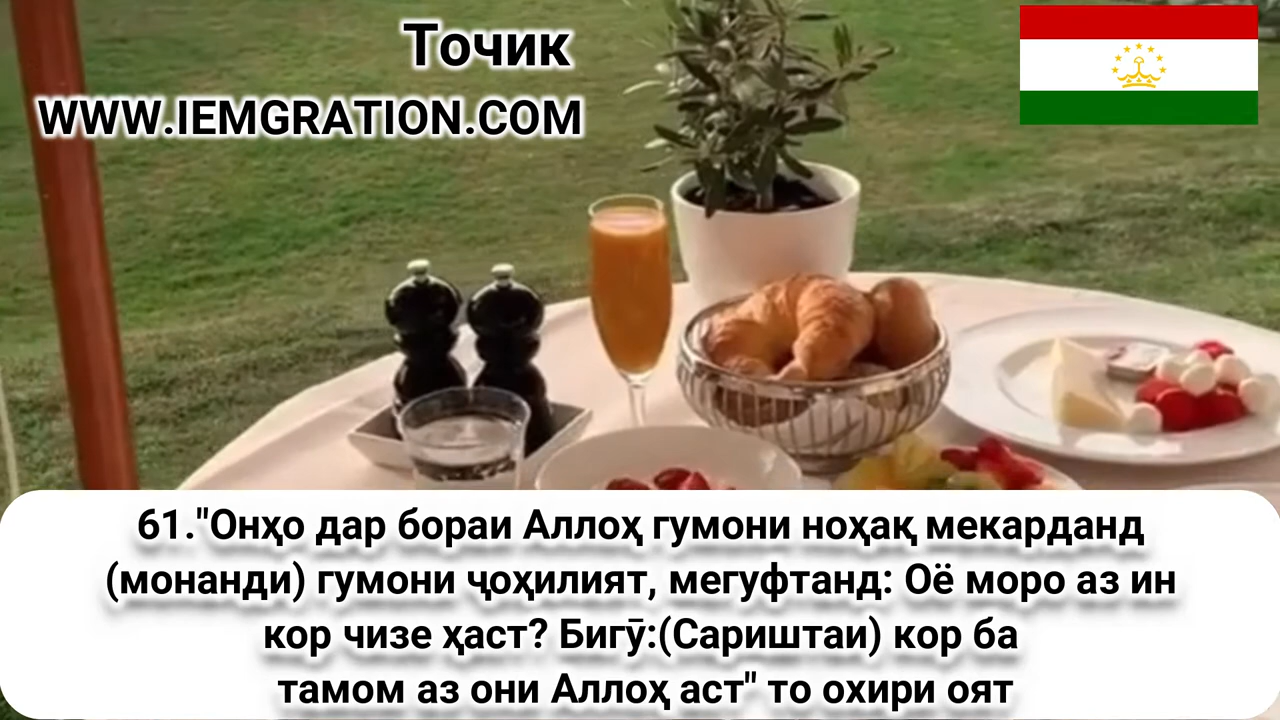 Точик
WWW.IEMGRATION.COM
61."Онҳо дар бораи Аллоҳ гумони ноҳақ мекарданд
(монанди) гумони ҷоҳилият, мегуфтанд: Оё моро аз ин
кор чизе ҳаст? Бигӯ:(Сариштаи) кор ба
тамом аз они Аллоҳ аст" то охири оят